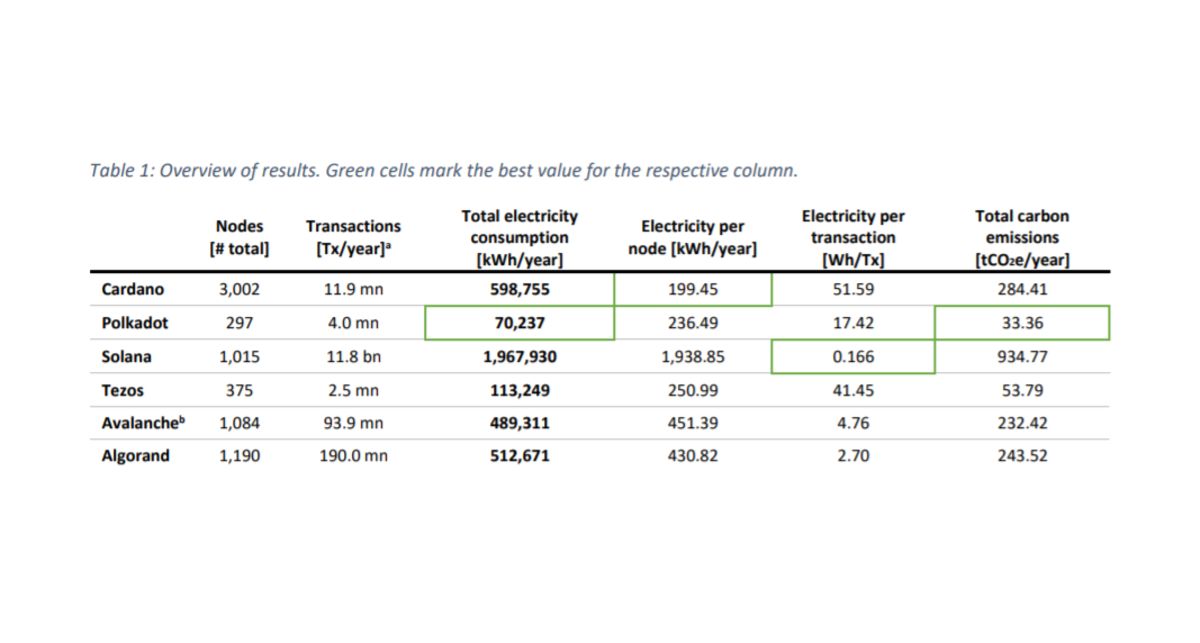 Table 1: Overview of results. Green cells mark the best value for the respective column.
Nodes [# total] Transactions [Tx/year]ᵃ Total electricity consumption [kWh/year] Electricity per node [kWh/year] Electricity per transaction [Wh/Tx] Total carbon emissions [tCO₂e/year]
Cardano 3,002 11.9 mn 598,755 199.45 51.59 284.41
Polkadot 297 4.0 mn 70,237 236.49 17.42 33.36
Solana 1,015 11.8 bn 1,967,930 1,938.85 0.166 934.77
Tezos 375 2.5 mn 113,249 250.99 41.45 53.79
Avalancheᵇ 1,084 93.9 mn 489,311 451.39 4.76 232.42
Algorand 1,190 190.0 mn 512,671 430.82 2.70 243.52